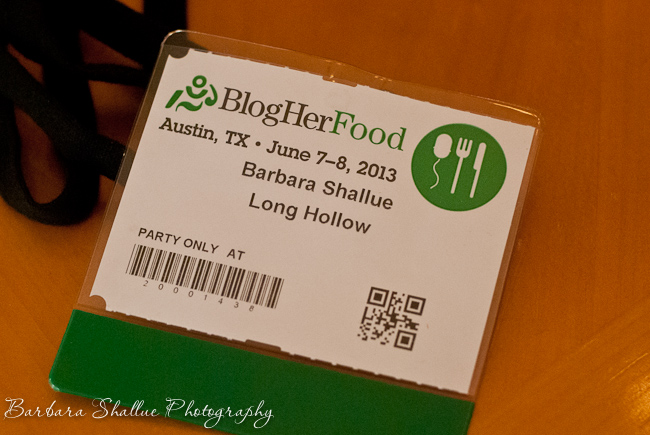 BlogHerFood
Austin, TX • June 7–8, 2013
Barbara Shallue
Long Hollow
PARTY ONLY AT
20001438
Barbara Shallue Photography